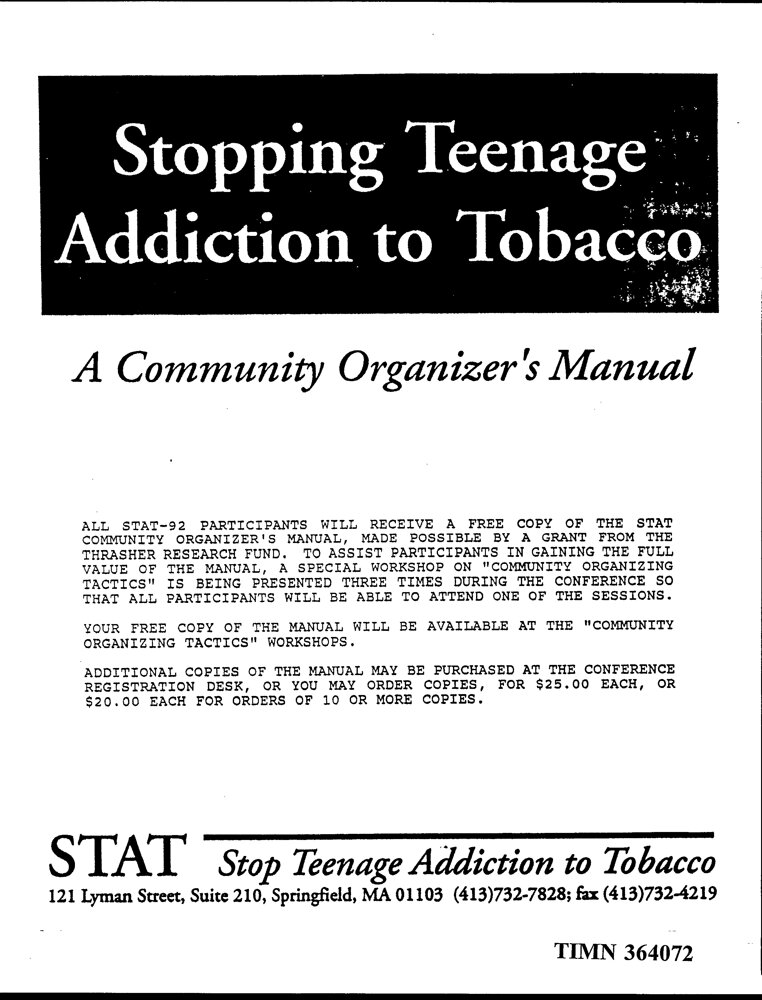 Stopping Teenage
Addiction to Tobacco
A Community Organizer's Manual
ALL STAT-92 PARTICIPANTS WILL RECEIVE A FREE COPY OF THE STAT
COMMUNITY ORGANIZER'S MANUAL, MADE POSSIBLE BY A GRANT FROM THE
THRASHER RESEARCH FUND. TO ASSIST PARTICIPANTS IN GAINING THE FULL
VALUE OF THE MANUAL, A SPECIAL WORKSHOP ON "COMMUNITY ORGANIZING
TACTICS" IS BEING PRESENTED THREE TIMES DURING THE CONFERENCE SO
THAT ALL PARTICIPANTS WILL BE ABLE TO ATTEND ONE OF THE SESSIONS.
YOUR FREE COPY OF THE MANUAL WILL BE AVAILABLE AT THE "COMMUNITY
ORGANIZING TACTICS" WORKSHOPS.
ADDITIONAL COPIES OF THE MANUAL MAY BE PURCHASED AT THE CONFERENCE
REGISTRATION DESK, OR YOU MAY ORDER COPIES, FOR $25.00 EACH, OR
$20.00 EACH FOR ORDERS OF 10 OR MORE COPIES.
STAT Stop Teenage Addiction to Tobacco
121 Lyman Street, Suite 210, Springfield, MA 01103 (413)732-7828; fax (413)732-4219
TIMN 364072